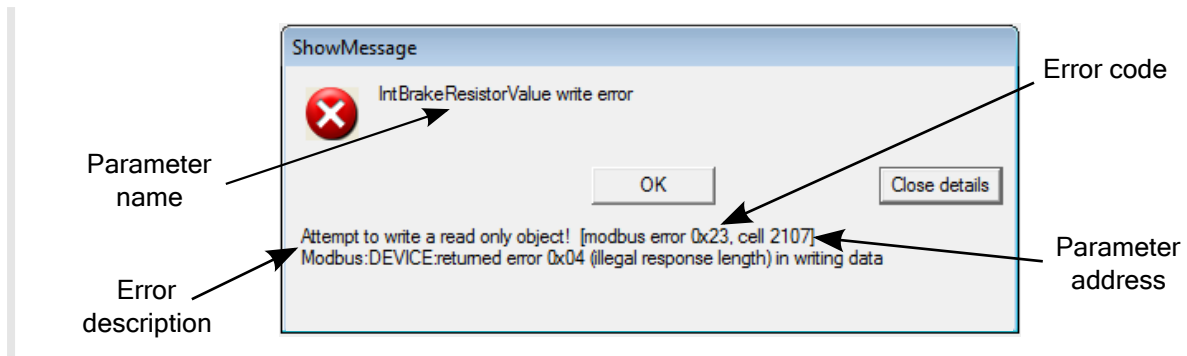 ShowMessage
Error code
IntBrakeResistorValue write error
Parameter
name
OK
Close details
Attempt to write a read only object!  [modbus error 0x23, cell 2107]
Modbus:DEVICE:returned error 0x04 (illegal response length) in writing data
Parameter
address
Error
description